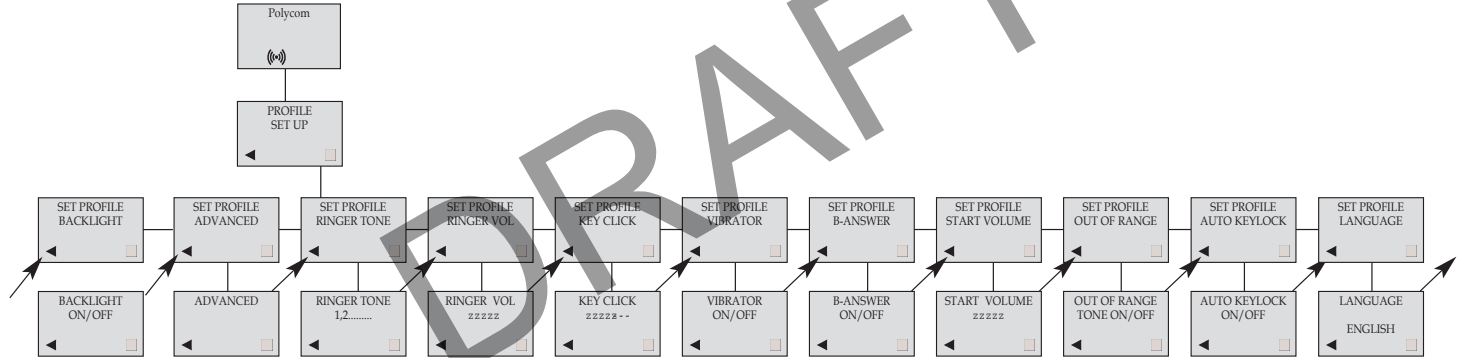 Polycom
PROFILE
SET UP
SET PROFILE
BACKLIGHT
SET PROFILE
ADVANCED
SET PROFILE
RINGER TONE
SET PROFILE
RINGER VOL
SET PROFILE
KEY CLICK
SET PROFILE
VIBRATOR
SET PROFILE
B-ANSWER
SET PROFILE
START VOLUME
SET PROFILE
OUT OF RANGE
SET PROFILE
AUTO KEYLOCK
SET PROFILE
LANGUAGE
BACKLIGHT
ON/OFF
ADVANCED
RINGER TONE
1,2.........
RINGER VOL
zzzzz
KEY CLICK
zzzzz--
VIBRATOR
ON/OFF
B-ANSWER
ON/OFF
START VOLUME
zzzzz
OUT OF RANGE
TONE ON/OFF
AUTO KEYLOCK
ON/OFF
LANGUAGE
ENGLISH
DRAFT